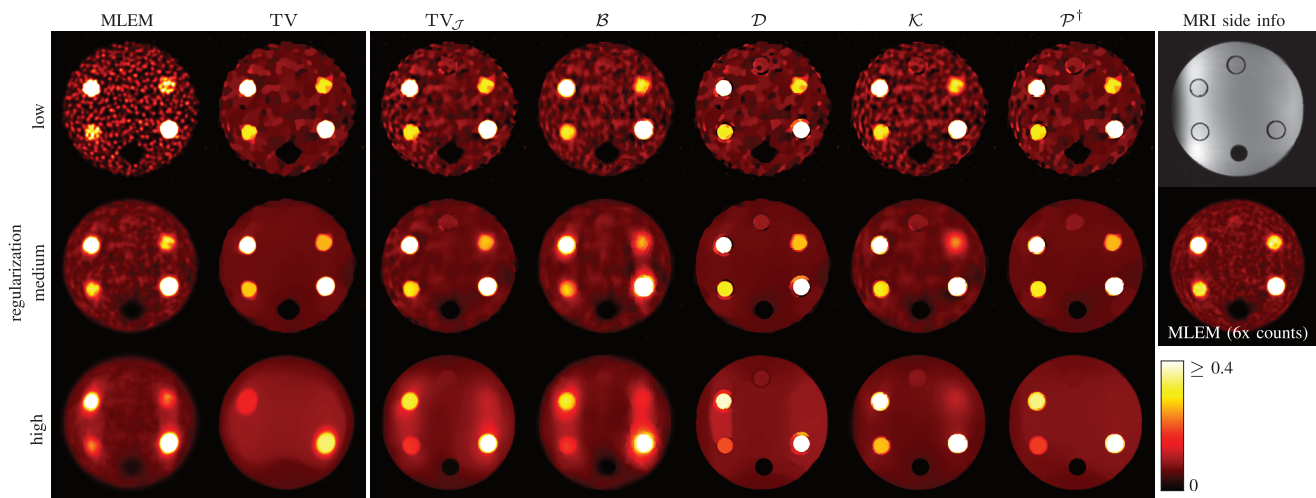 MLEM TV TV𝒥 ℬ 𝒟 𝒦 𝒫† MRI side info
low
regularization
medium
MLEM (6x counts)
high
≥ 0.4
0